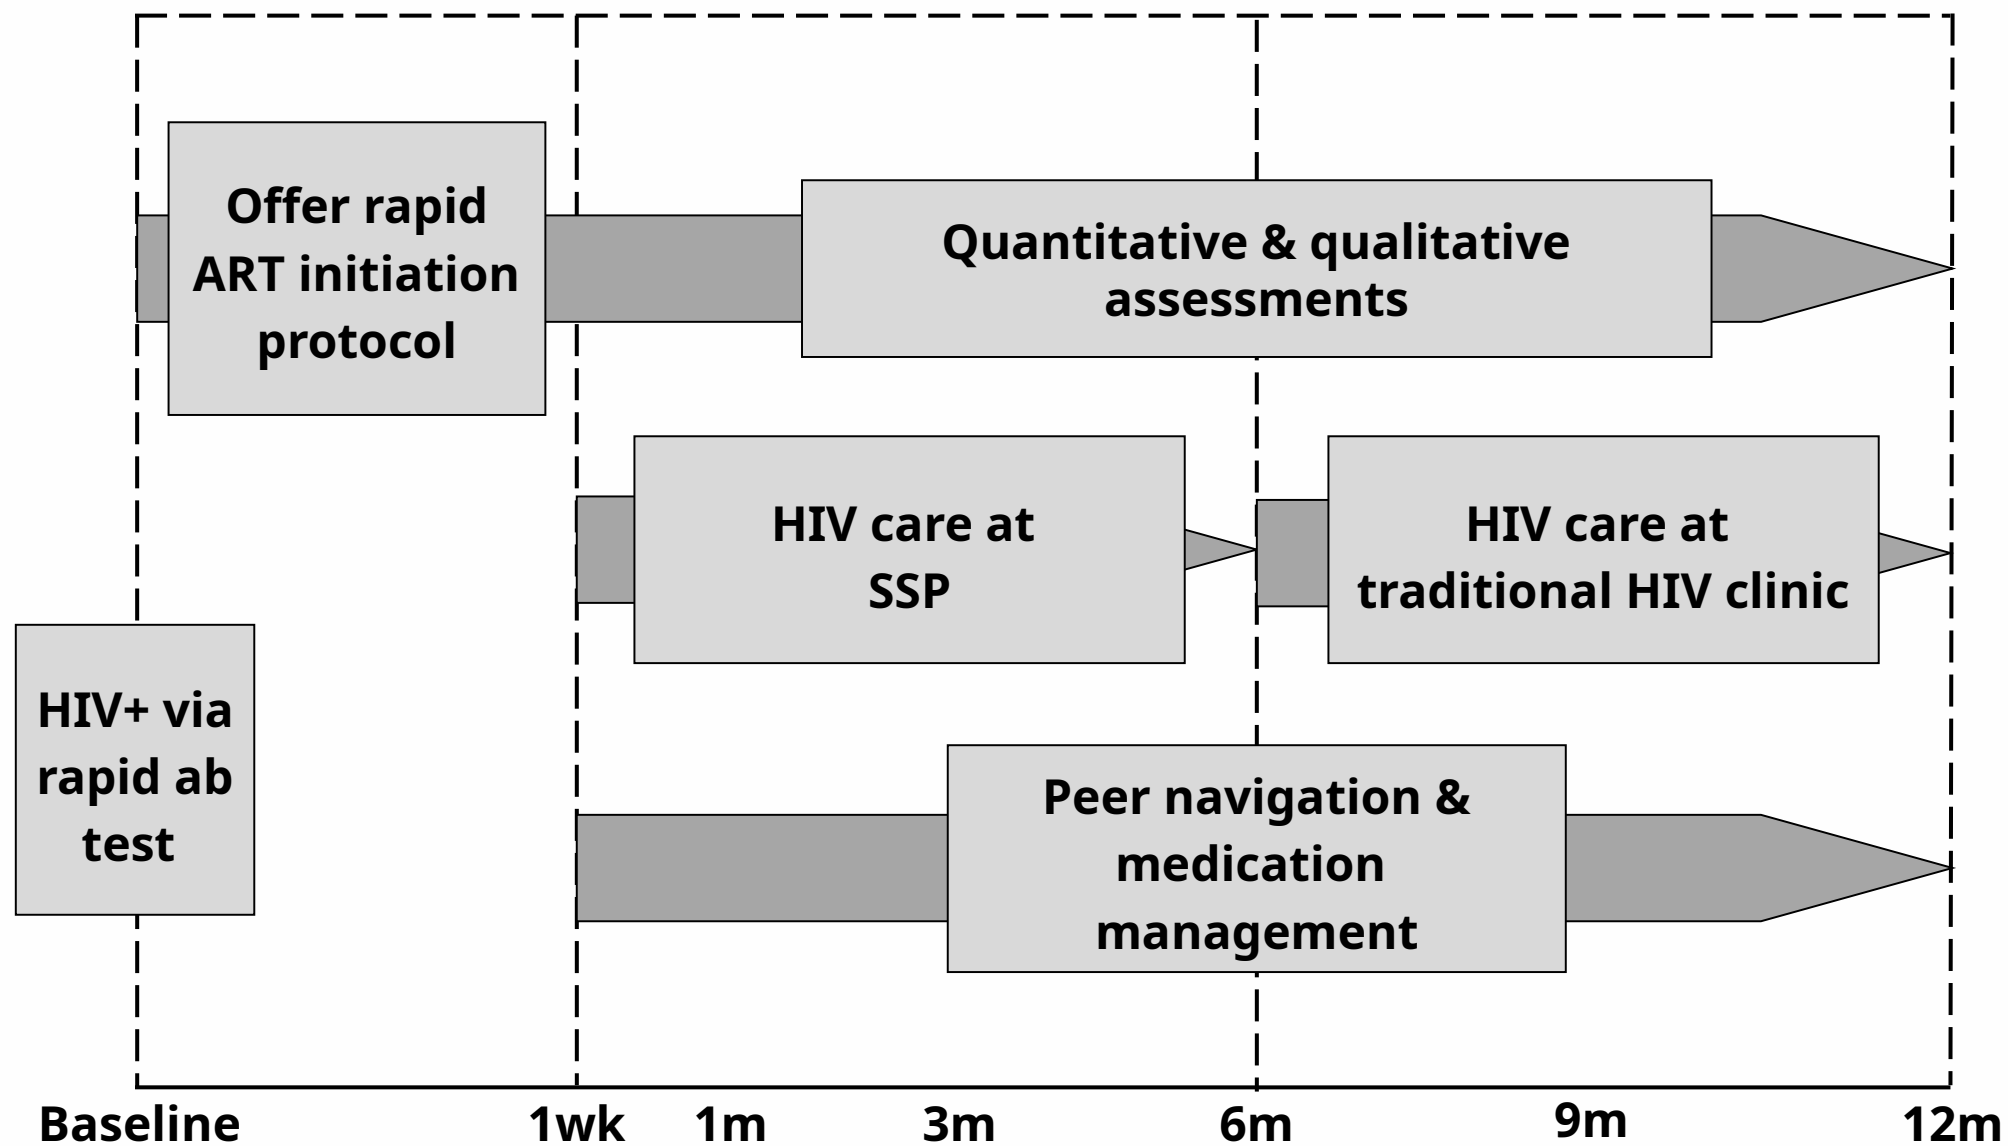 Offer rapid
ART initiation
protocol
Quantitative & qualitative
assessments
HIV care at
SSP
HIV care at
traditional HIV clinic
HIV+ via
rapid ab
test
Peer navigation &
medication
management
Baseline
1wk
1m
3m
6m
9m
12m